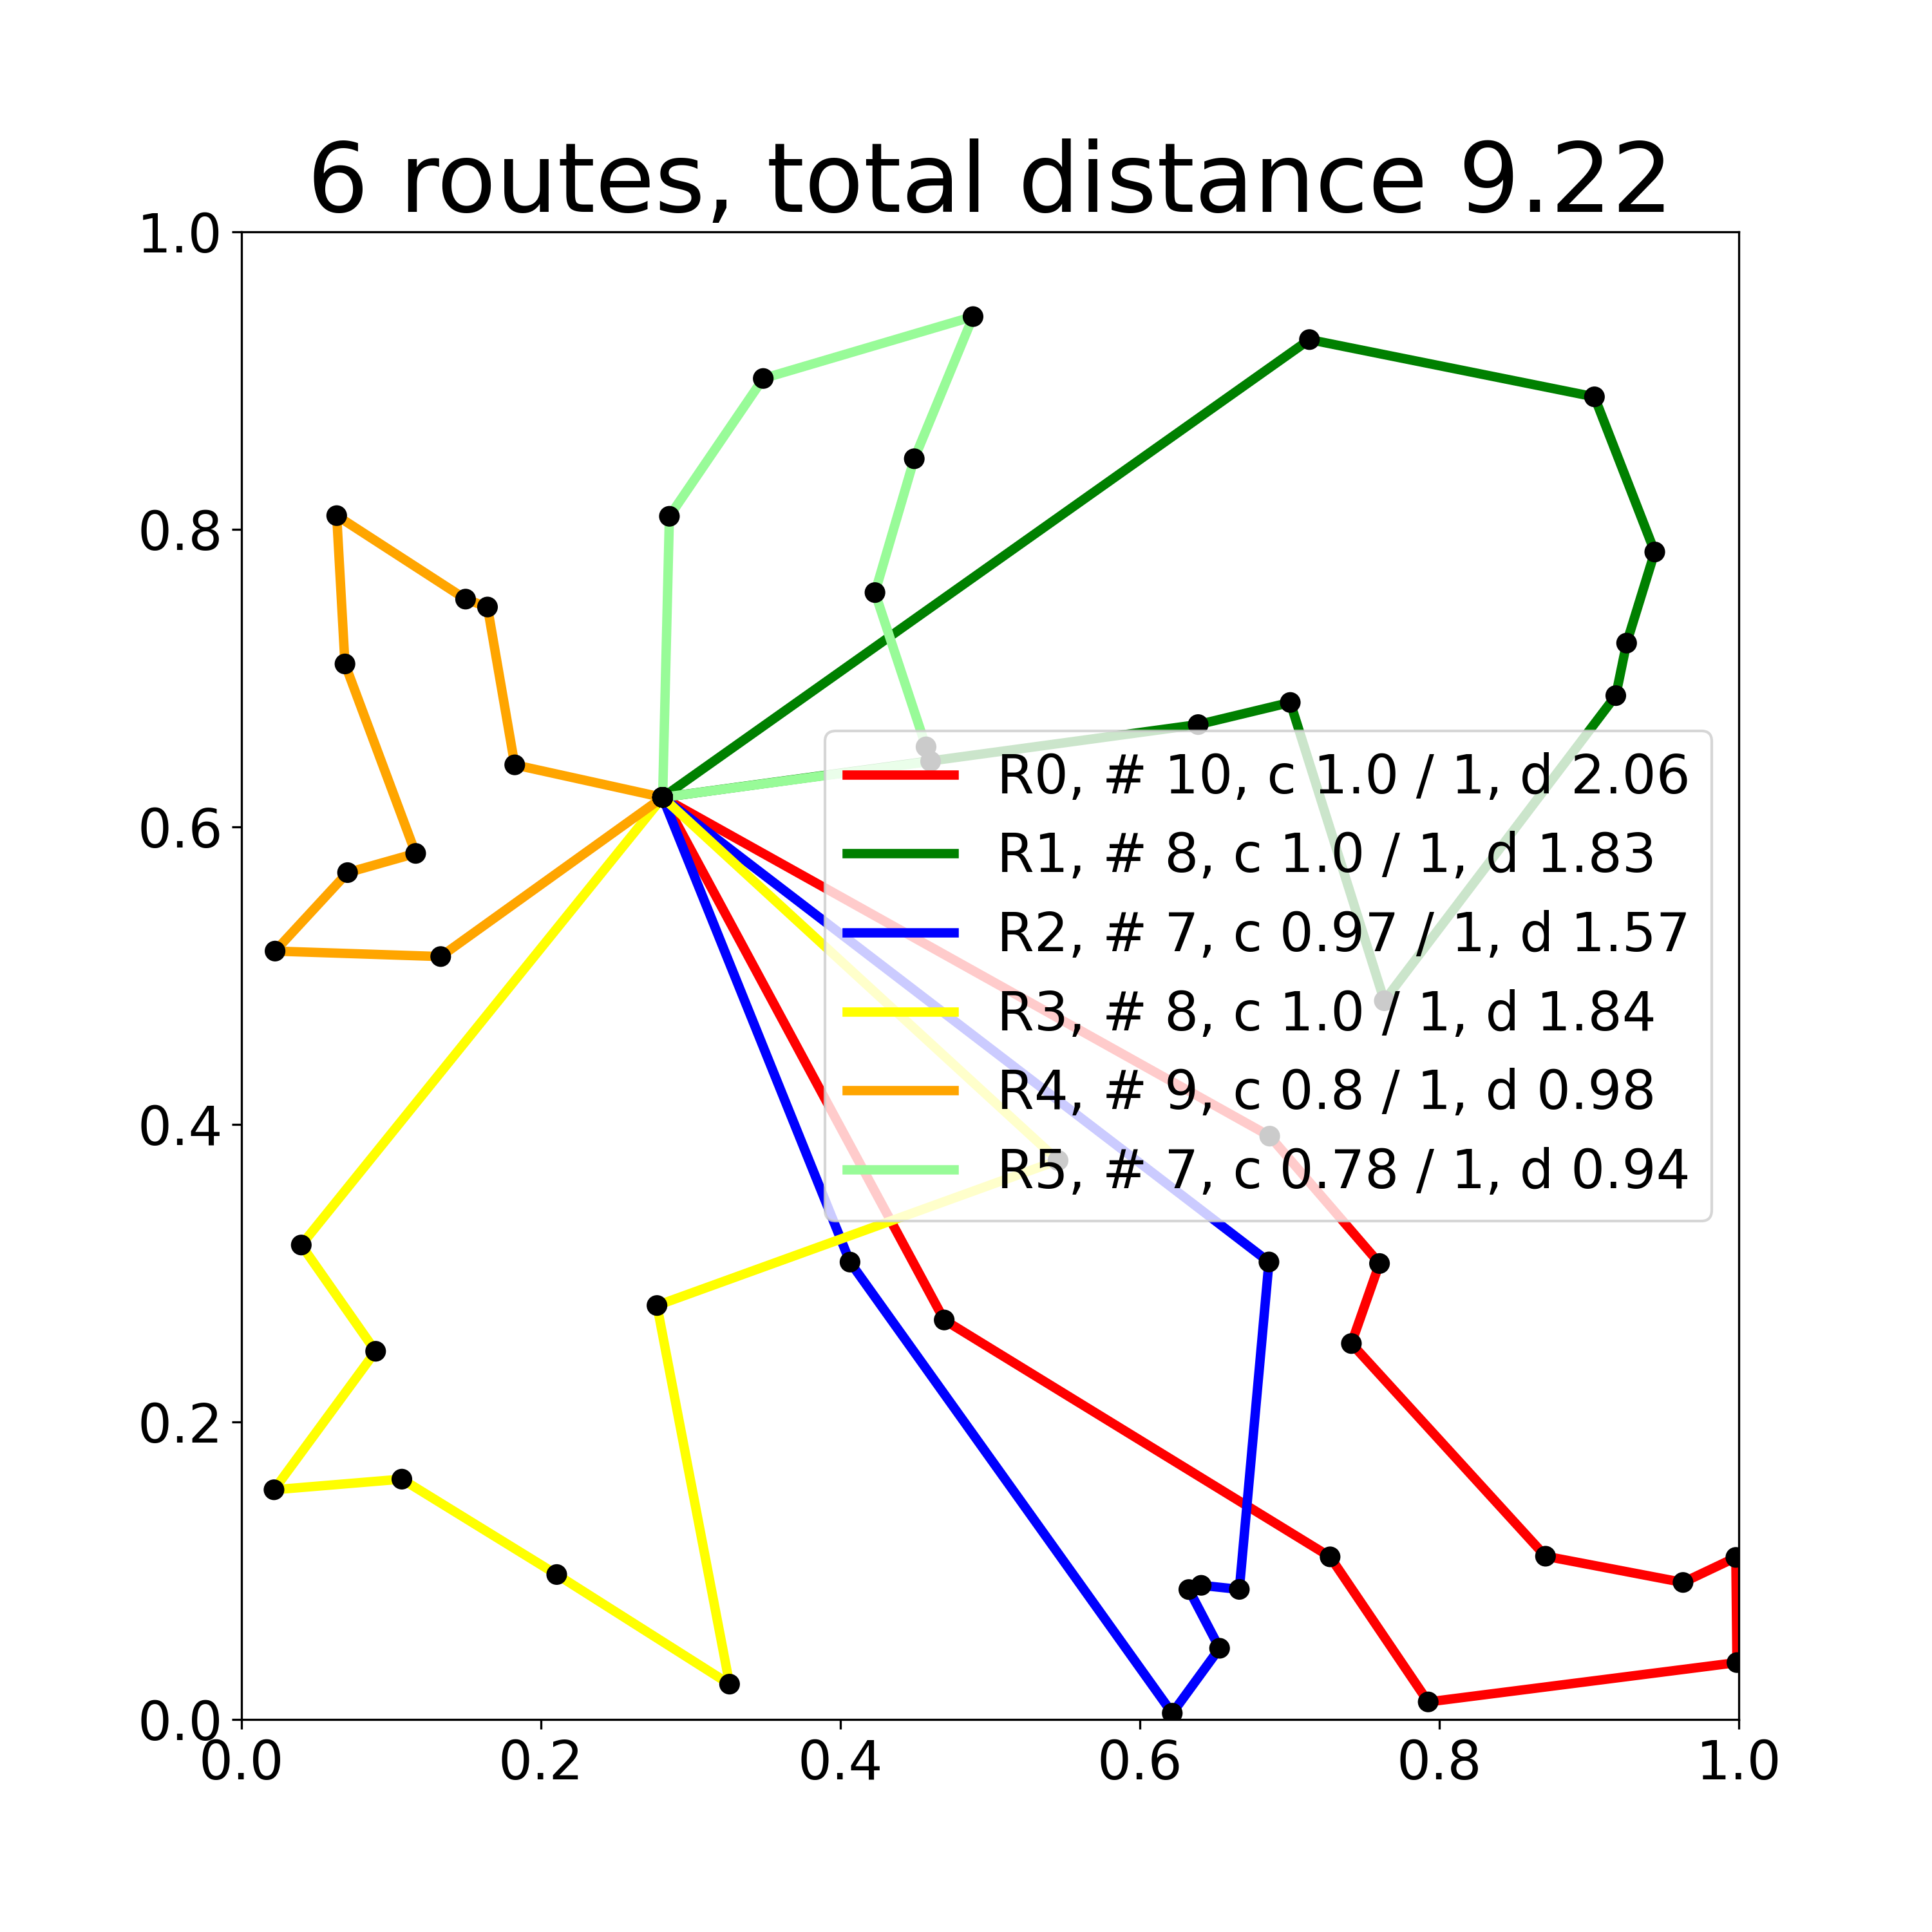 6 routes, total distance 9.22
1.0
0.8
0.6
0.4
0.2
0.0
0.0 0.2 0.4 0.6 0.8 1.0
R0, # 10, c 1.0 / 1, d 2.06
R1, # 8, c 1.0 / 1, d 1.83
R2, # 7, c 0.97 / 1, d 1.57
R3, # 8, c 1.0 / 1, d 1.84
R4, # 9, c 0.8 / 1, d 0.98
R5, # 7, c 0.78 / 1, d 0.94